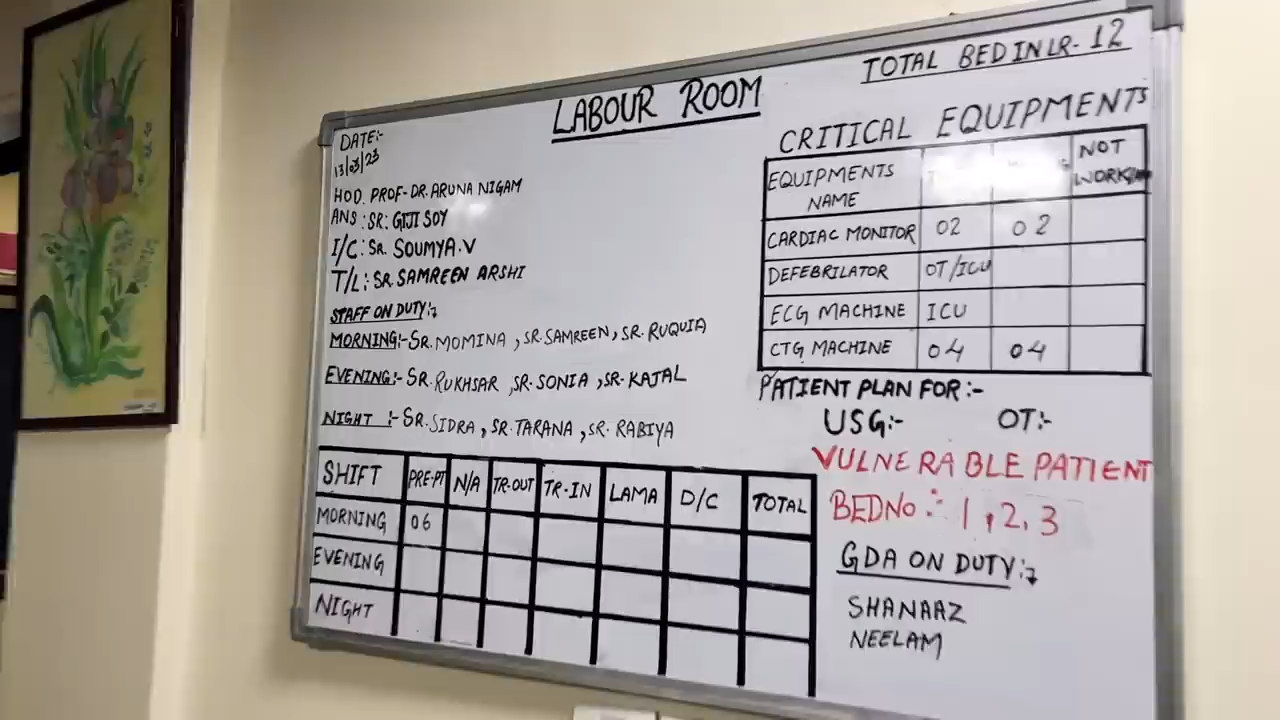 LABOUR ROOM
TOTAL BED IN LR- 12
DATE:-
13/03/23
HOD. PROF- DR. ARUNA NIGAM
ANS : SR: GIJI SOY
I/C: SR. SOUMYA.V
T/L: SR SAMREEN ARSHI
STAFF ON DUTY:-
MORNING:- SR. MOMINA, SR. SAMREEN, SR. RUQUIA
EVENING:- SR. RUKHSAR, SR. SONIA, SR. KAJAL
NIGHT :- SR. SIDRA, SR. TARANA, SR. RABIYA
SHIFT PRE-PT N/A TR-OUT TR-IN LAMA D/C TOTAL
MORNING 06
EVENING
NIGHT
CRITICAL EQUIPMENTS
EQUIPMENTS NAME NOT WORKING
CARDIAC MONITOR 02 02
DEFEBRILATOR OT/ICU
ECG MACHINE ICU
CTG MACHINE 04 04
PATIENT PLAN FOR:-
USG:- OT:-
VULNERABLE PATIENT
BED NO:- 1, 2, 3
GDA ON DUTY:-
SHANAAZ
NEELAM